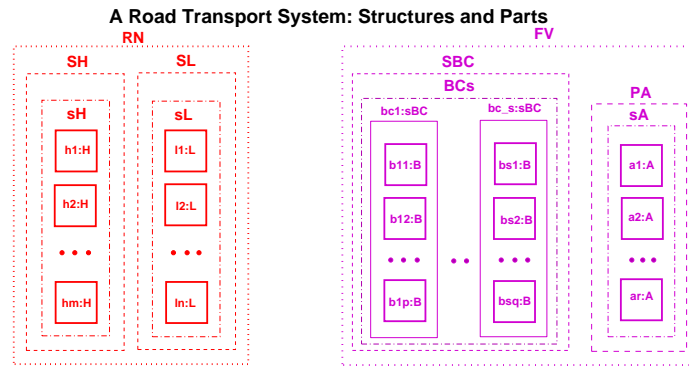 A Road Transport System: Structures and Parts
RN
FV
SH
SL
SBC
BCs
PA
sH
sL
bc1:sBC
bc_s:sBC
sA
h1:H
l1:L
b11:B
bs1:B
a1:A
h2:H
l2:L
b12:B
bs2:B
a2:A
hm:H
ln:L
b1p:B
bsq:B
ar:A